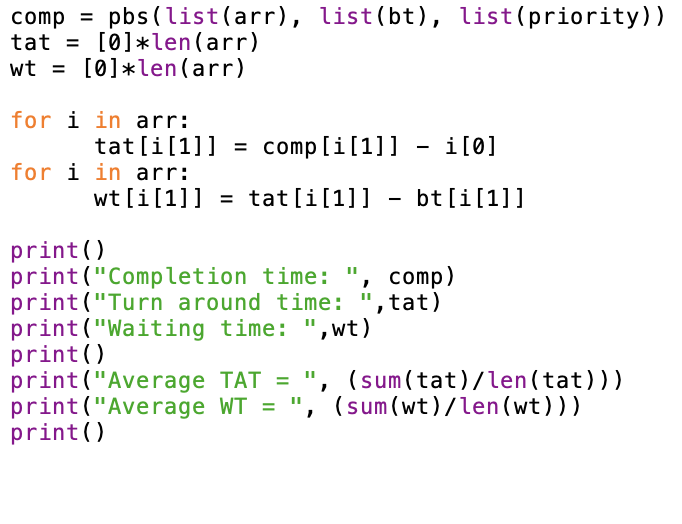 comp = pbs(list(arr), list(bt), list(priority))
tat = [0]*len(arr)
wt = [0]*len(arr)
for i in arr:
      tat[i[1]] = comp[i[1]] - i[0]
for i in arr:
      wt[i[1]] = tat[i[1]] - bt[i[1]]
print()
print("Completion time: ", comp)
print("Turn around time: ",tat)
print("Waiting time: ",wt)
print()
print("Average TAT = ", (sum(tat)/len(tat)))
print("Average WT = ", (sum(wt)/len(wt)))
print()